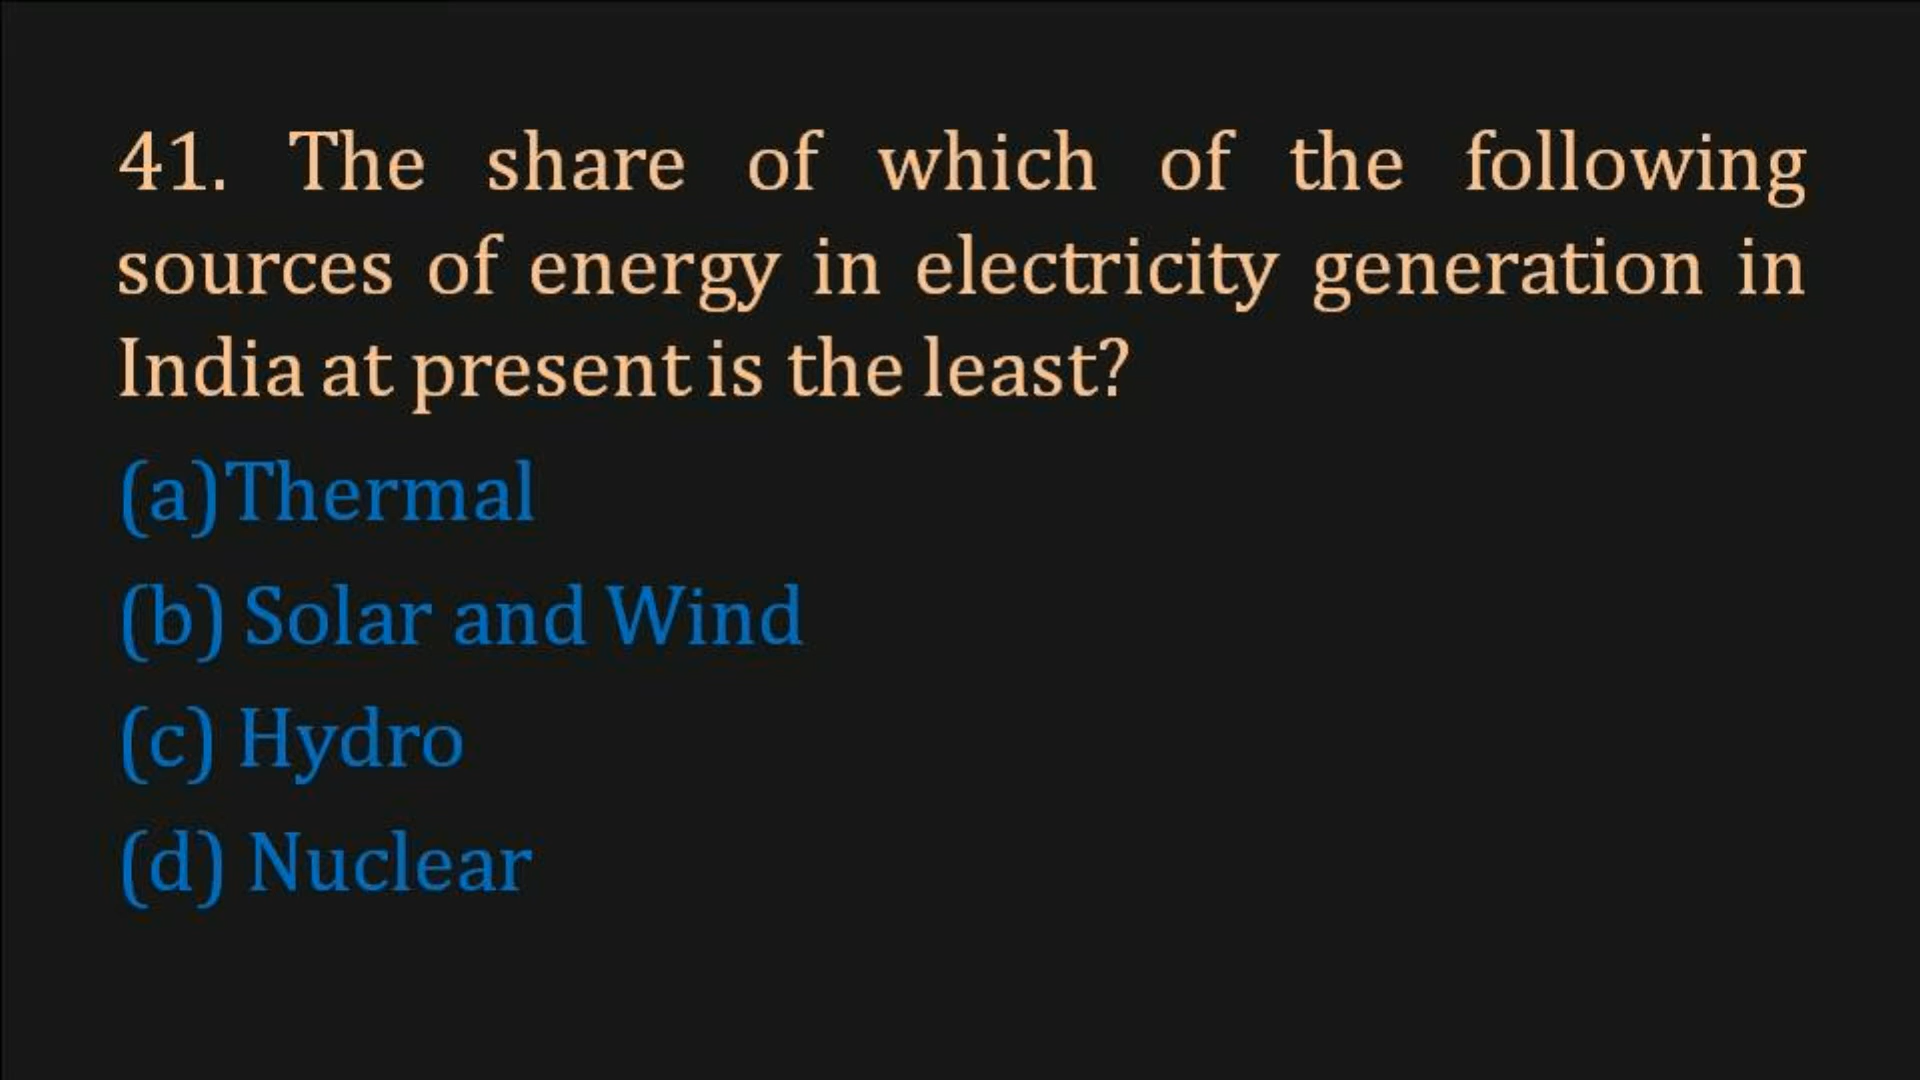 41. The share of which of the following
sources of energy in electricity generation in
India at present is the least?
(a)Thermal
(b) Solar and Wind
(c) Hydro
(d) Nuclear